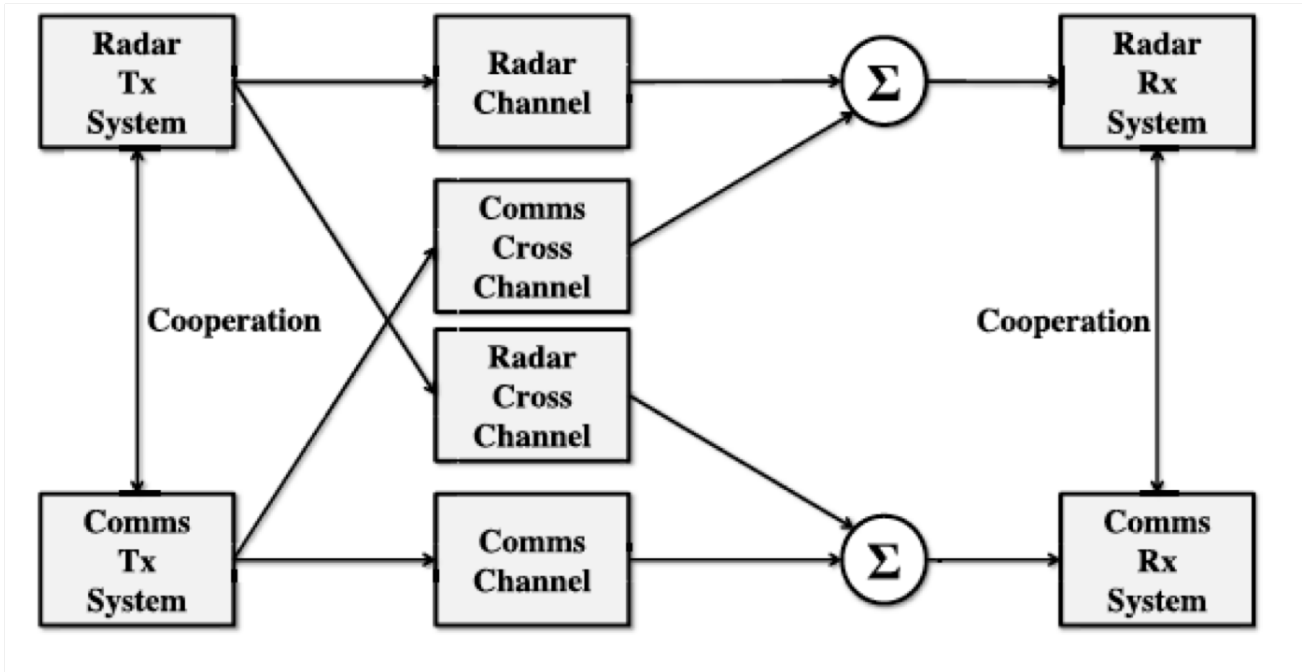 Radar
Tx
System
Radar
Channel
Σ
Radar
Rx
System
Comms
Cross
Channel
Cooperation
Cooperation
Radar
Cross
Channel
Comms
Tx
System
Comms
Channel
Σ
Comms
Rx
System